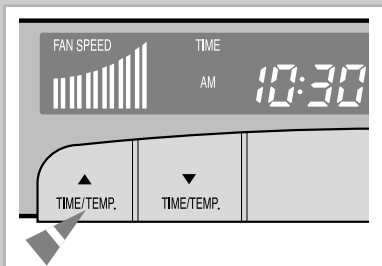 FAN SPEED TIME
AM 10:30
▲ ▼
TIME/TEMP. TIME/TEMP.